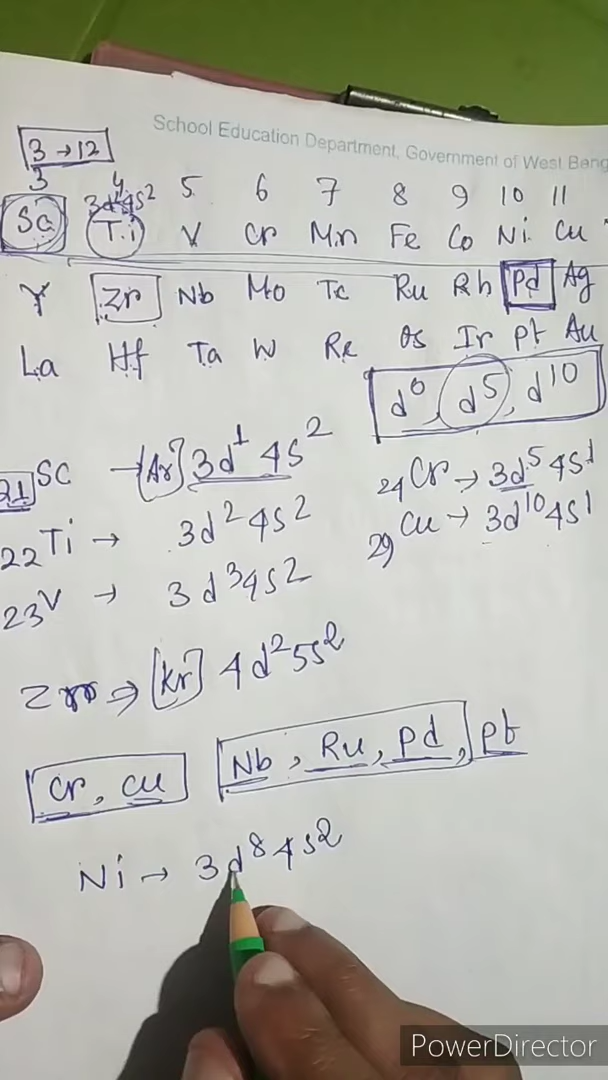 School Education Department, Government of West Beng
3→12
3 4 5 6 7 8 9 10 11
3d²4s²
Sc Ti V Cr Mn Fe Co Ni Cu
Y Zr Nb Mo Tc Ru Rh Pd Ag
La Hf Ta W Re Os Ir Pt Au
d⁰, d⁵, d¹⁰
21Sc → [Ar] 3d¹ 4s²
24Cr → 3d⁵ 4s¹
22Ti → 3d² 4s²
29Cu → 3d¹⁰ 4s¹
23V → 3d³ 4s²
Zr → [Kr] 4d² 5s²
Cr, Cu Nb, Ru, Pd, Pt
Ni → 3d⁸ 4s²
PowerDirector